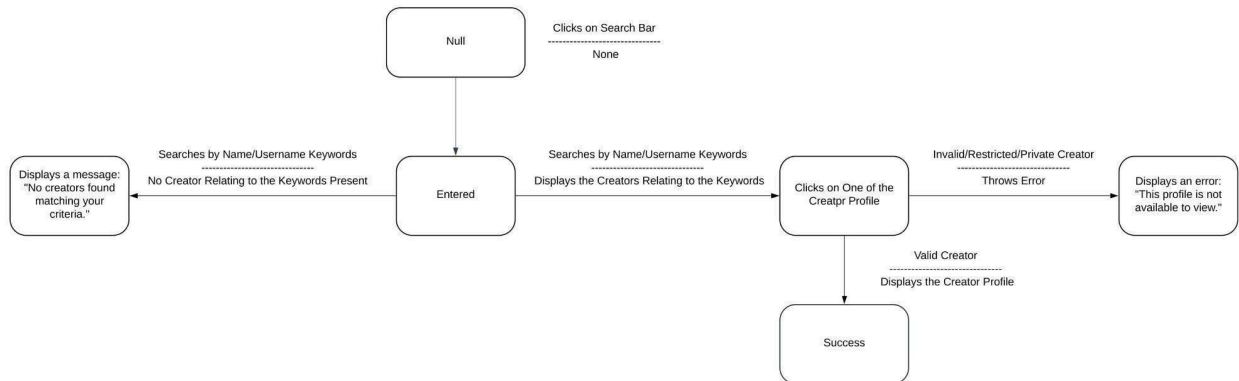 Null
Clicks on Search Bar
-------------------------------
None
Displays a message:
"No creators found
matching your
criteria."
Searches by Name/Username Keywords
-------------------------------
No Creator Relating to the Keywords Present
Entered
Searches by Name/Username Keywords
-------------------------------
Displays the Creators Relating to the Keywords
Clicks on One of the
Creatpr Profile
Invalid/Restricted/Private Creator
-------------------------------
Throws Error
Displays an error:
"This profile is not
available to view."
Valid Creator
-------------------------------
Displays the Creator Profile
Success